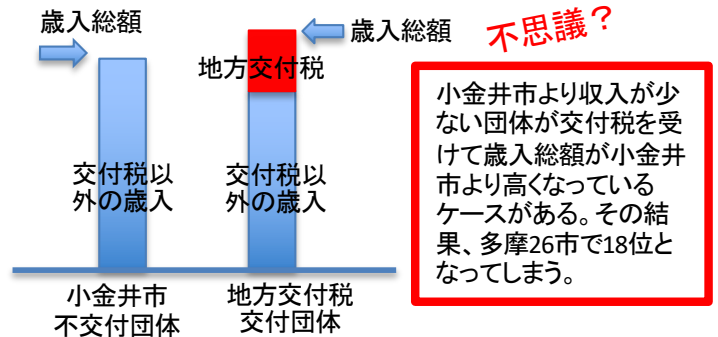 歳入総額
歳入総額
不思議？
地方交付税
交付税以
外の歳入
交付税以
外の歳入
小金井市
不交付団体
地方交付税
交付団体
小金井市より収入が少
ない団体が交付税を受
けて歳入総額が小金井
市より高くなっている
ケースがある。その結
果、多摩26市で18位と
なってしまう。